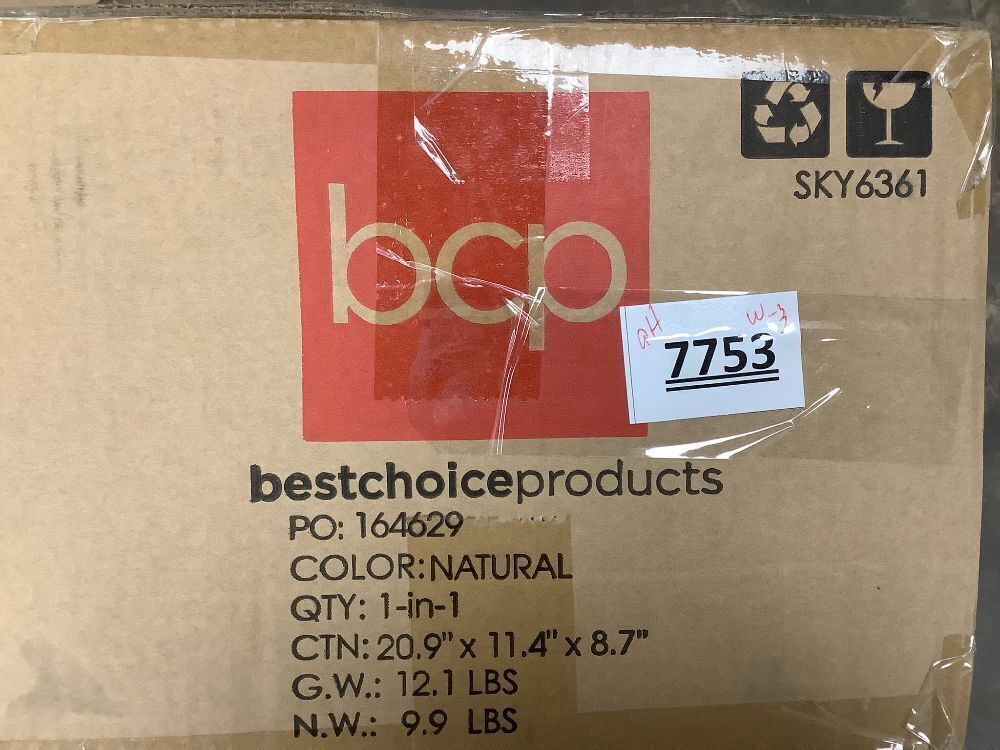 SKY6361
bcp
aH
W-3
7753
bestchoiceproducts
PO: 164629
COLOR:NATURAL
QTY: 1-in-1
CTN: 20.9" x 11.4" x 8.7"
G.W.: 12.1 LBS
N.W.: 9.9 LBS